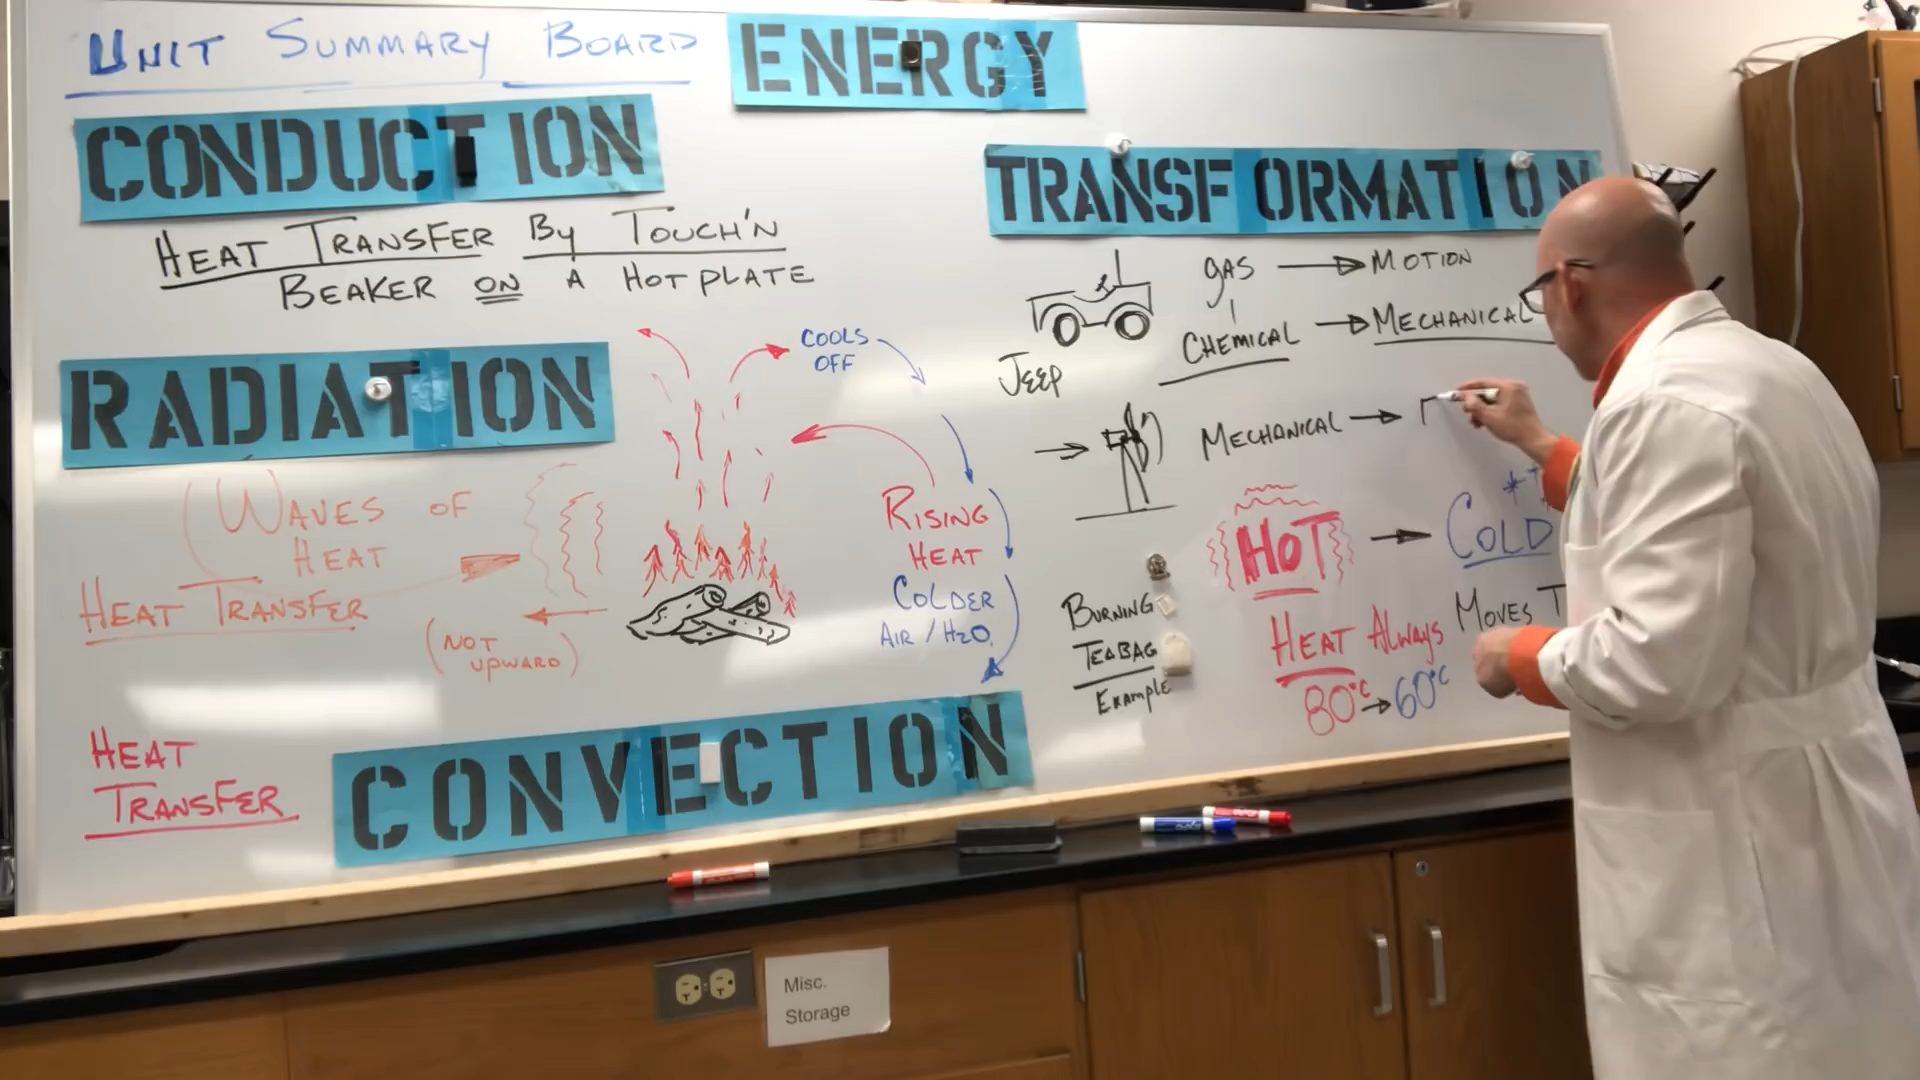 UNIT SUMMARY BOARD
ENERGY
CONDUCTION
HEAT TRANSFER By TOUCH'N
BEAKER ON A HOT PLATE
RADIATION
(WAVES OF
HEAT
HEAT TRANSFER
(NOT
UPWARD)
COOLS
OFF
RISING
HEAT
COLDER
AIR / H2O
HEAT
TRANSFER
CONVECTION
TRANSFORMATION
gAS → MOTION
CHEMICAL → MECHANICAL
JEEP
MECHANICAL →
HOT → COLD
BURNING
TEABAG
Example
HEAT Always MOVES T
80°C → 60°C
Misc.
Storage